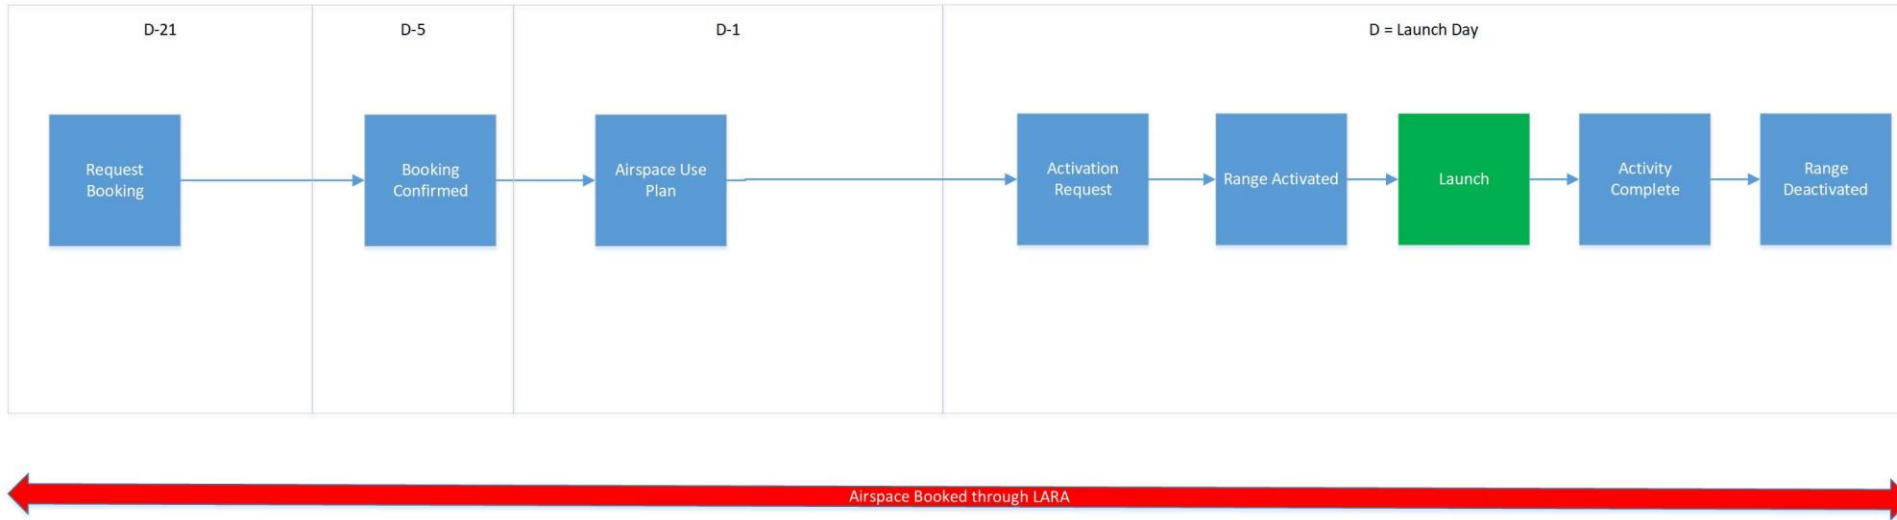 D-21
D-5
D-1
D = Launch Day
Request
Booking
Booking
Confirmed
Airspace Use
Plan
Activation
Request
Range Activated
Launch
Activity
Complete
Range
Deactivated
Airspace Booked through LARA